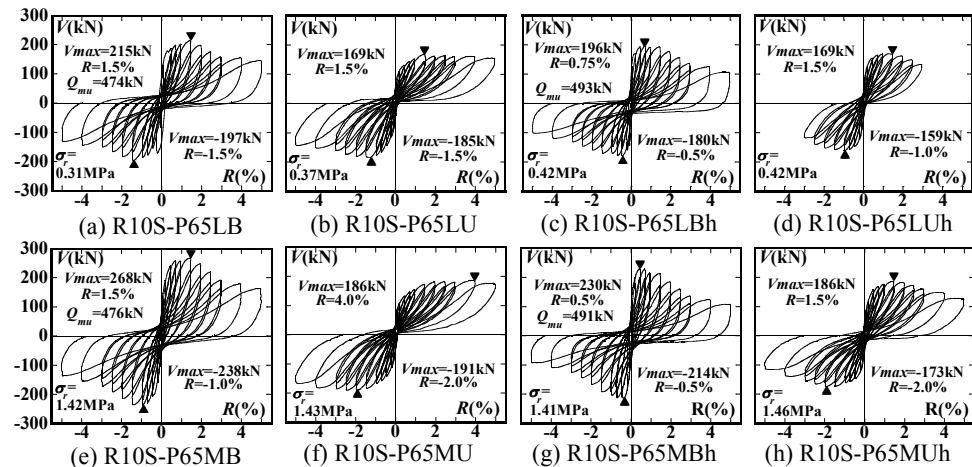 V(kN)
Vmax=215kN
R=1.5%
Qmu=474kN
Vmax=-197kN
R=-1.5%
σr=
0.31MPa
R(%)
300
200
100
0
-100
-200
-300
-4 -2 0 2 4
(a) R10S-P65LB
V(kN)
Vmax=169kN
R=1.5%
Vmax=-185kN
R=-1.5%
σr=
0.37MPa
R(%)
-4 -2 0 2 4
(b) R10S-P65LU
V(kN)
Vmax=196kN
R=0.75%
Qmu=493kN
Vmax=-180kN
R=-0.5%
σr=
0.42MPa
R(%)
-4 -2 0 2 4
(c) R10S-P65LBh
V(kN)
Vmax=169kN
R=1.5%
Vmax=-159kN
R=-1.0%
σr=
0.42MPa
R(%)
-4 -2 0 2 4
(d) R10S-P65LUh
V(kN)
Vmax=268kN
R=1.5%
Qmu=476kN
Vmax=-238kN
R=-1.0%
σr=
1.42MPa
R(%)
300
200
100
0
-100
-200
-300
-4 -2 0 2 4
(e) R10S-P65MB
V(kN)
Vmax=186kN
R=4.0%
Vmax=-191kN
R=-2.0%
σr=
1.43MPa
R(%)
-4 -2 0 2 4
(f) R10S-P65MU
V(kN)
Vmax=230kN
R=0.5%
Qmu=491kN
Vmax=-214kN
R=-0.5%
σr=
1.41MPa
R(%)
-4 -2 0 2 4
(g) R10S-P65MBh
V(kN)
Vmax=186kN
R=1.5%
Vmax=-173kN
R=-2.0%
σr=
1.46MPa
R(%)
-4 -2 0 2 4
(h) R10S-P65MUh